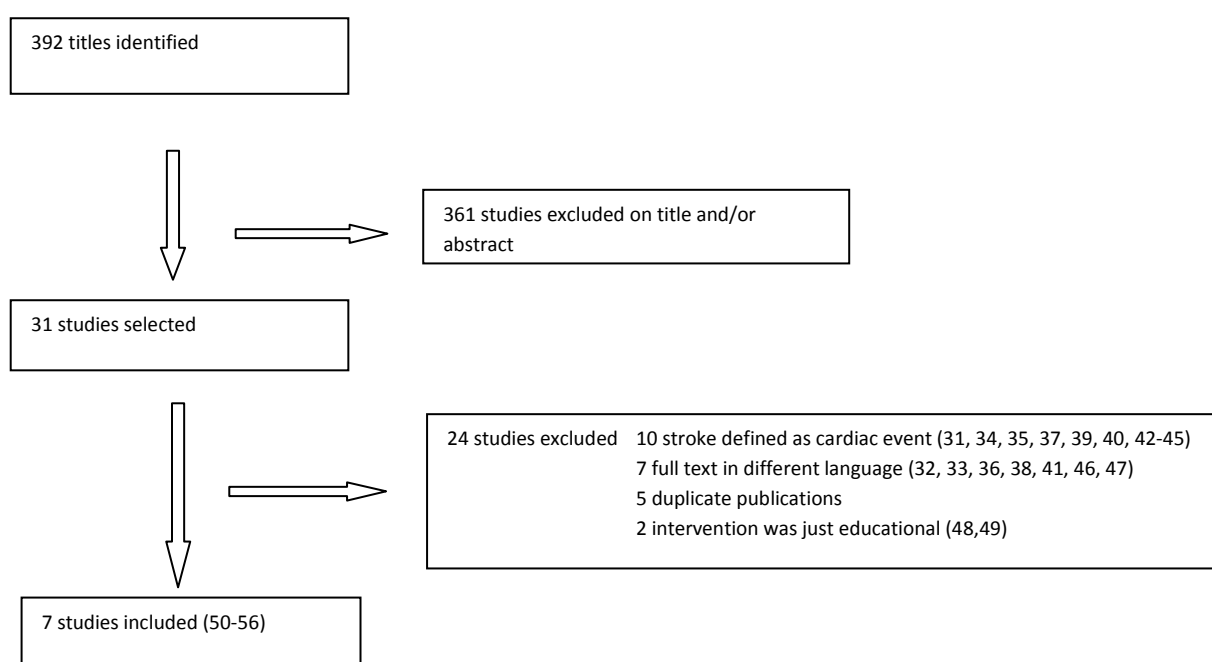 392 titles identified
361 studies excluded on title and/or
abstract
31 studies selected
24 studies excluded 10 stroke defined as cardiac event (31, 34, 35, 37, 39, 40, 42-45)
7 full text in different language (32, 33, 36, 38, 41, 46, 47)
5 duplicate publications
2 intervention was just educational (48,49)
7 studies included (50-56)